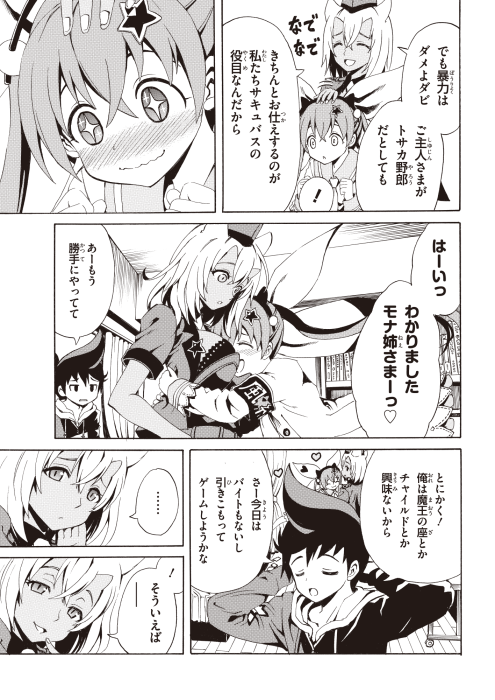 なでなで
でも暴力は
ダメよダビ
ご主人さまが
トサカ野郎
だとしても
!
きちんとお仕えするのが
私たちサキュバスの
役目なんだから
はーいっ
わかりました
モナ姉さまーっ♡
あーもう
勝手にやってて
とにかく!
俺は魔王の座とか
チャイルドとか
興味ないから
さー今日は
バイトもないし
引きこもって
ゲームしようかな
………
!
そういえば
──